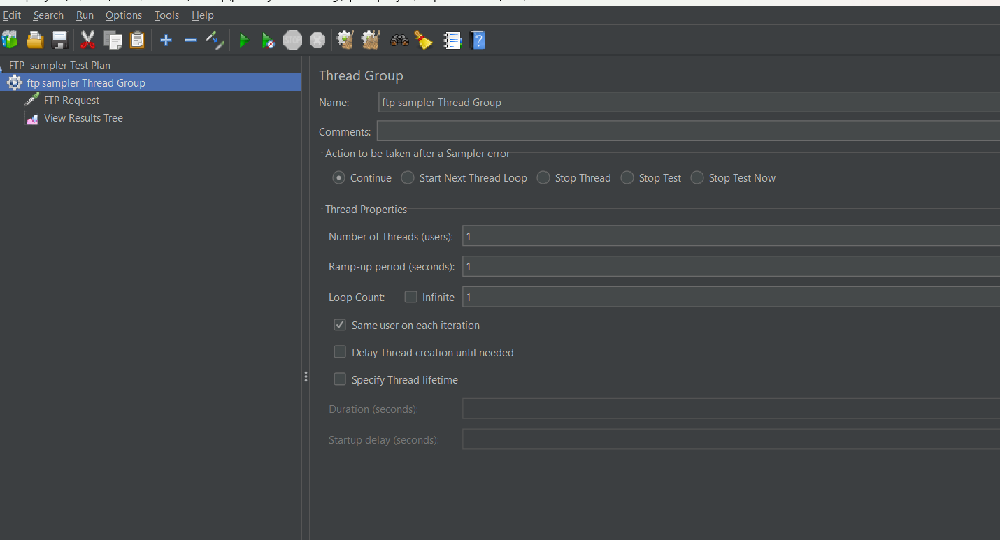 Edit Search Run Options Tools Help
STOP
FTP sampler Test Plan
ftp sampler Thread Group
FTP Request
View Results Tree
Thread Group
Name: ftp sampler Thread Group
Comments:
Action to be taken after a Sampler error
Continue Start Next Thread Loop Stop Thread Stop Test Stop Test Now
Thread Properties
Number of Threads (users): 1
Ramp-up period (seconds): 1
Loop Count: Infinite 1
Same user on each iteration
Delay Thread creation until needed
Specify Thread lifetime
Duration (seconds):
Startup delay (seconds):